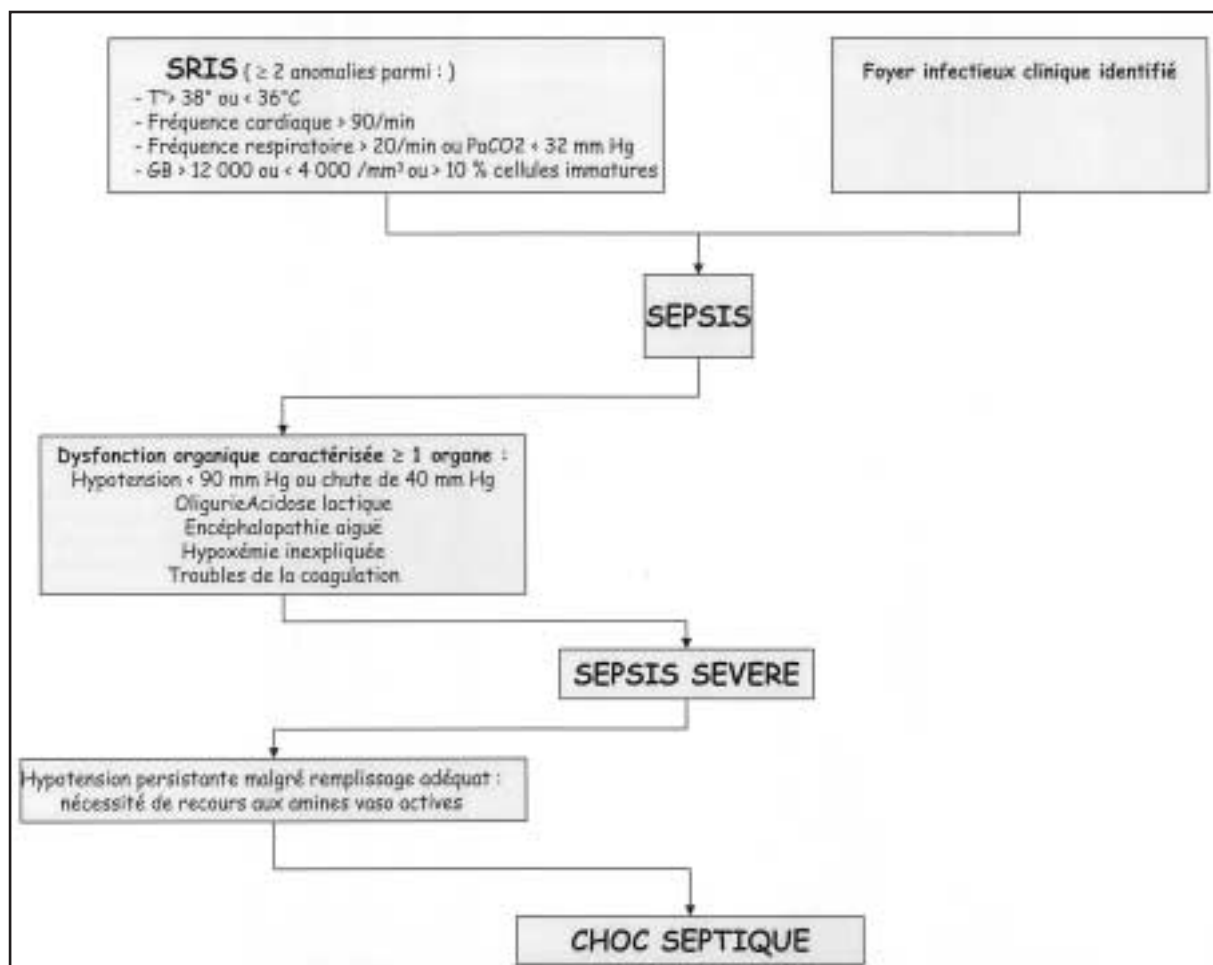 SRIS ( ≥ 2 anomalies parmi : )
- T°> 38° ou < 36°C
- Fréquence cardiaque > 90/min
- Fréquence respiratoire > 20/min ou PaCO2 < 32 mm Hg
- GB > 12 000 ou < 4 000 /mm³ ou > 10 % cellules immatures
Foyer infectieux clinique identifié
SEPSIS
Dysfonction organique caractérisée ≥ 1 organe :
Hypotension < 90 mm Hg ou chute de 40 mm Hg
OligurieAcidose lactique
Encéphalopathie aiguë
Hypoxémie inexpliquée
Troubles de la coagulation
SEPSIS SEVERE
Hypotension persistante malgré remplissage adéquat :
nécessité de recours aux amines vaso actives
CHOC SEPTIQUE